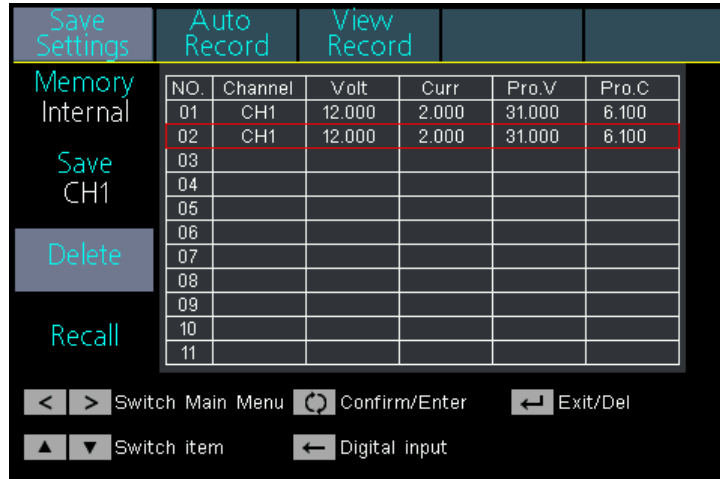 Save Settings Auto Record View Record
Memory
Internal
Save
CH1
Delete
Recall
NO. Channel Volt Curr Pro.V Pro.C
01 CH1 12.000 2.000 31.000 6.100
02 CH1 12.000 2.000 31.000 6.100
03
04
05
06
07
08
09
10
11
< > Switch Main Menu Confirm/Enter Exit/Del
▲ ▼ Switch item ← Digital input